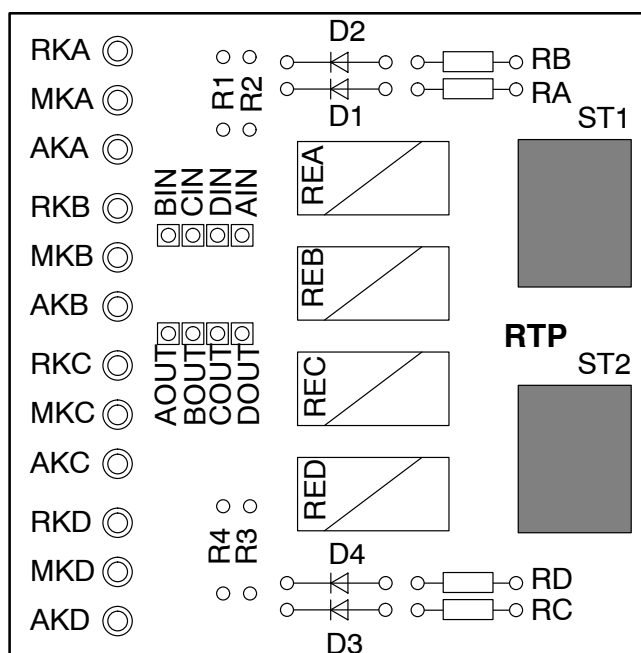 RKA
MKA
AKA
RKB
MKB
AKB
RKC
MKC
AKC
RKD
MKD
AKD
R1
R2
BIN
CIN
DIN
AIN
AOUT
BOUT
COUT
DOUT
R4
R3
D2
D1
REA
REB
REC
RED
D4
D3
RB
RA
ST1
RTP
ST2
RD
RC